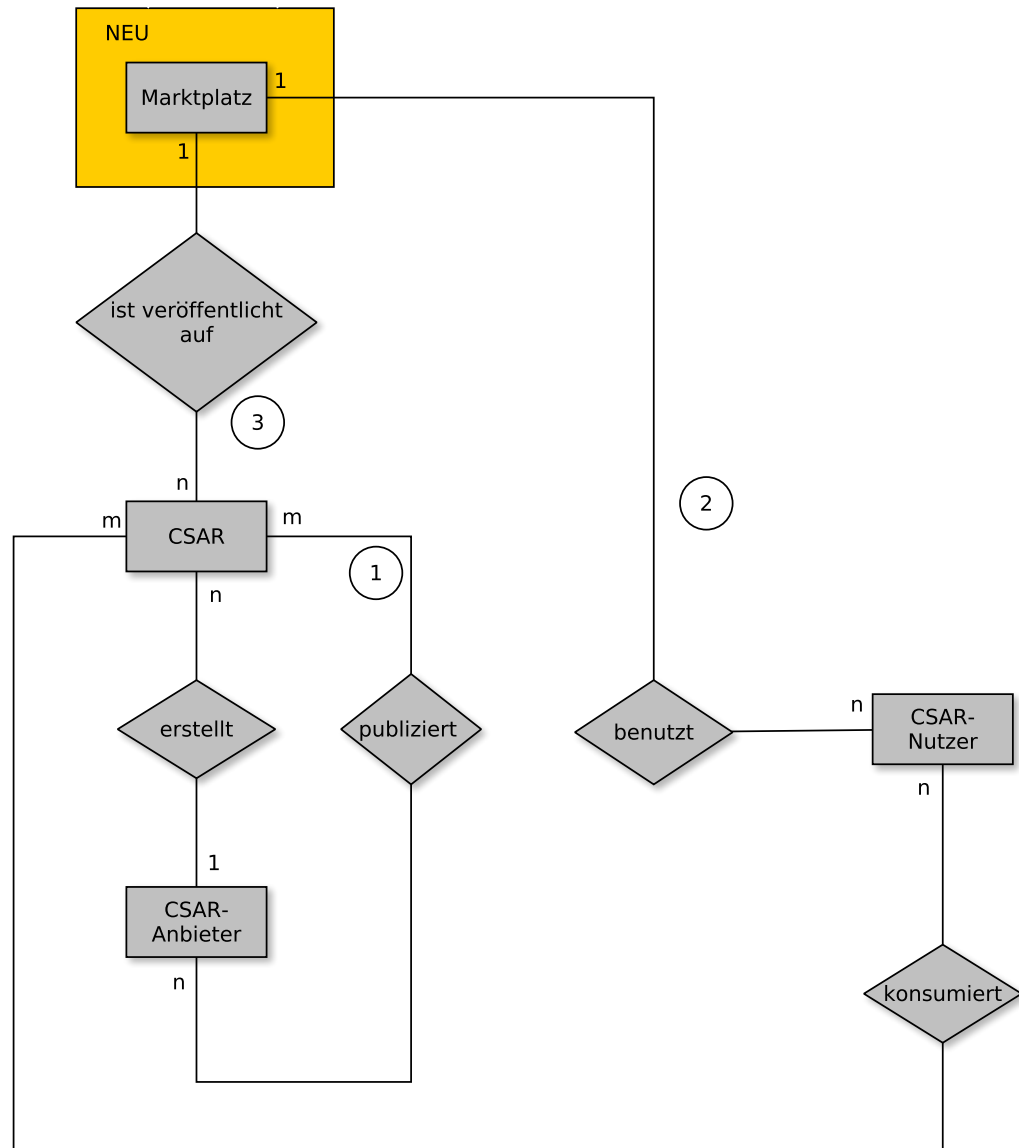 NEU
1
Marktplatz
1
ist veröffentlicht
auf
3
n
2
m
CSAR
m
1
n
erstellt
publiziert
benutzt
n
CSAR-
Nutzer
n
1
CSAR-
Anbieter
n
konsumiert